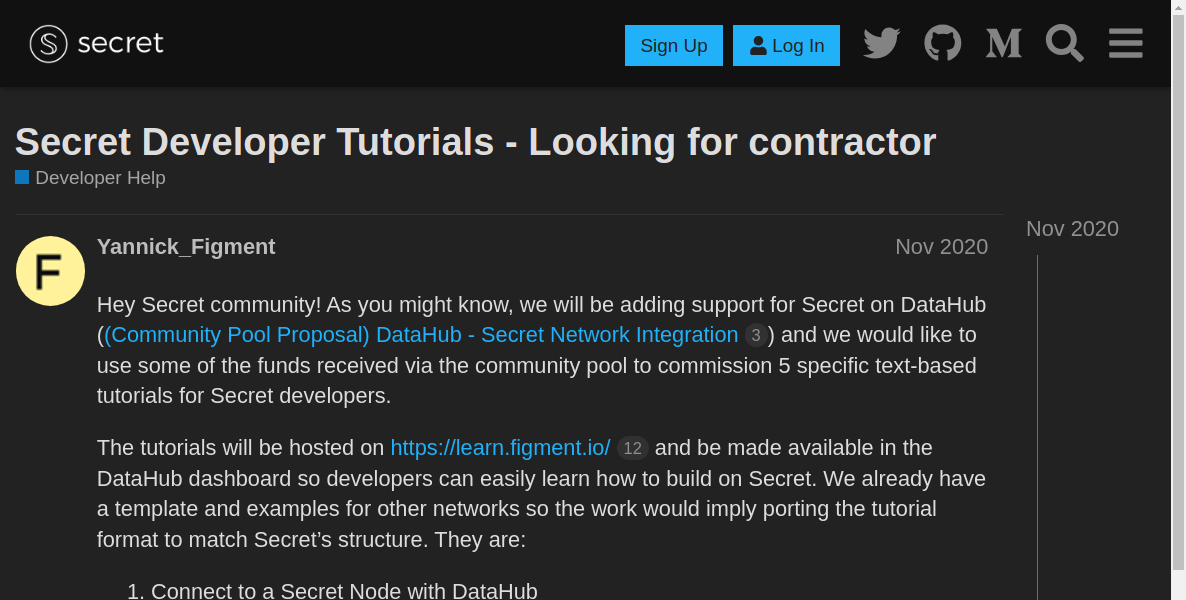 secret
Sign Up
Log In
Secret Developer Tutorials - Looking for contractor
Developer Help
Yannick_Figment
Nov 2020
Nov 2020
Hey Secret community! As you might know, we will be adding support for Secret on DataHub
((Community Pool Proposal) DataHub - Secret Network Integration 3) and we would like to
use some of the funds received via the community pool to commission 5 specific text-based
tutorials for Secret developers.
The tutorials will be hosted on https://learn.figment.io/ 12 and be made available in the
DataHub dashboard so developers can easily learn how to build on Secret. We already have
a template and examples for other networks so the work would imply porting the tutorial
format to match Secret’s structure. They are:
1. Connect to a Secret Node with DataHub